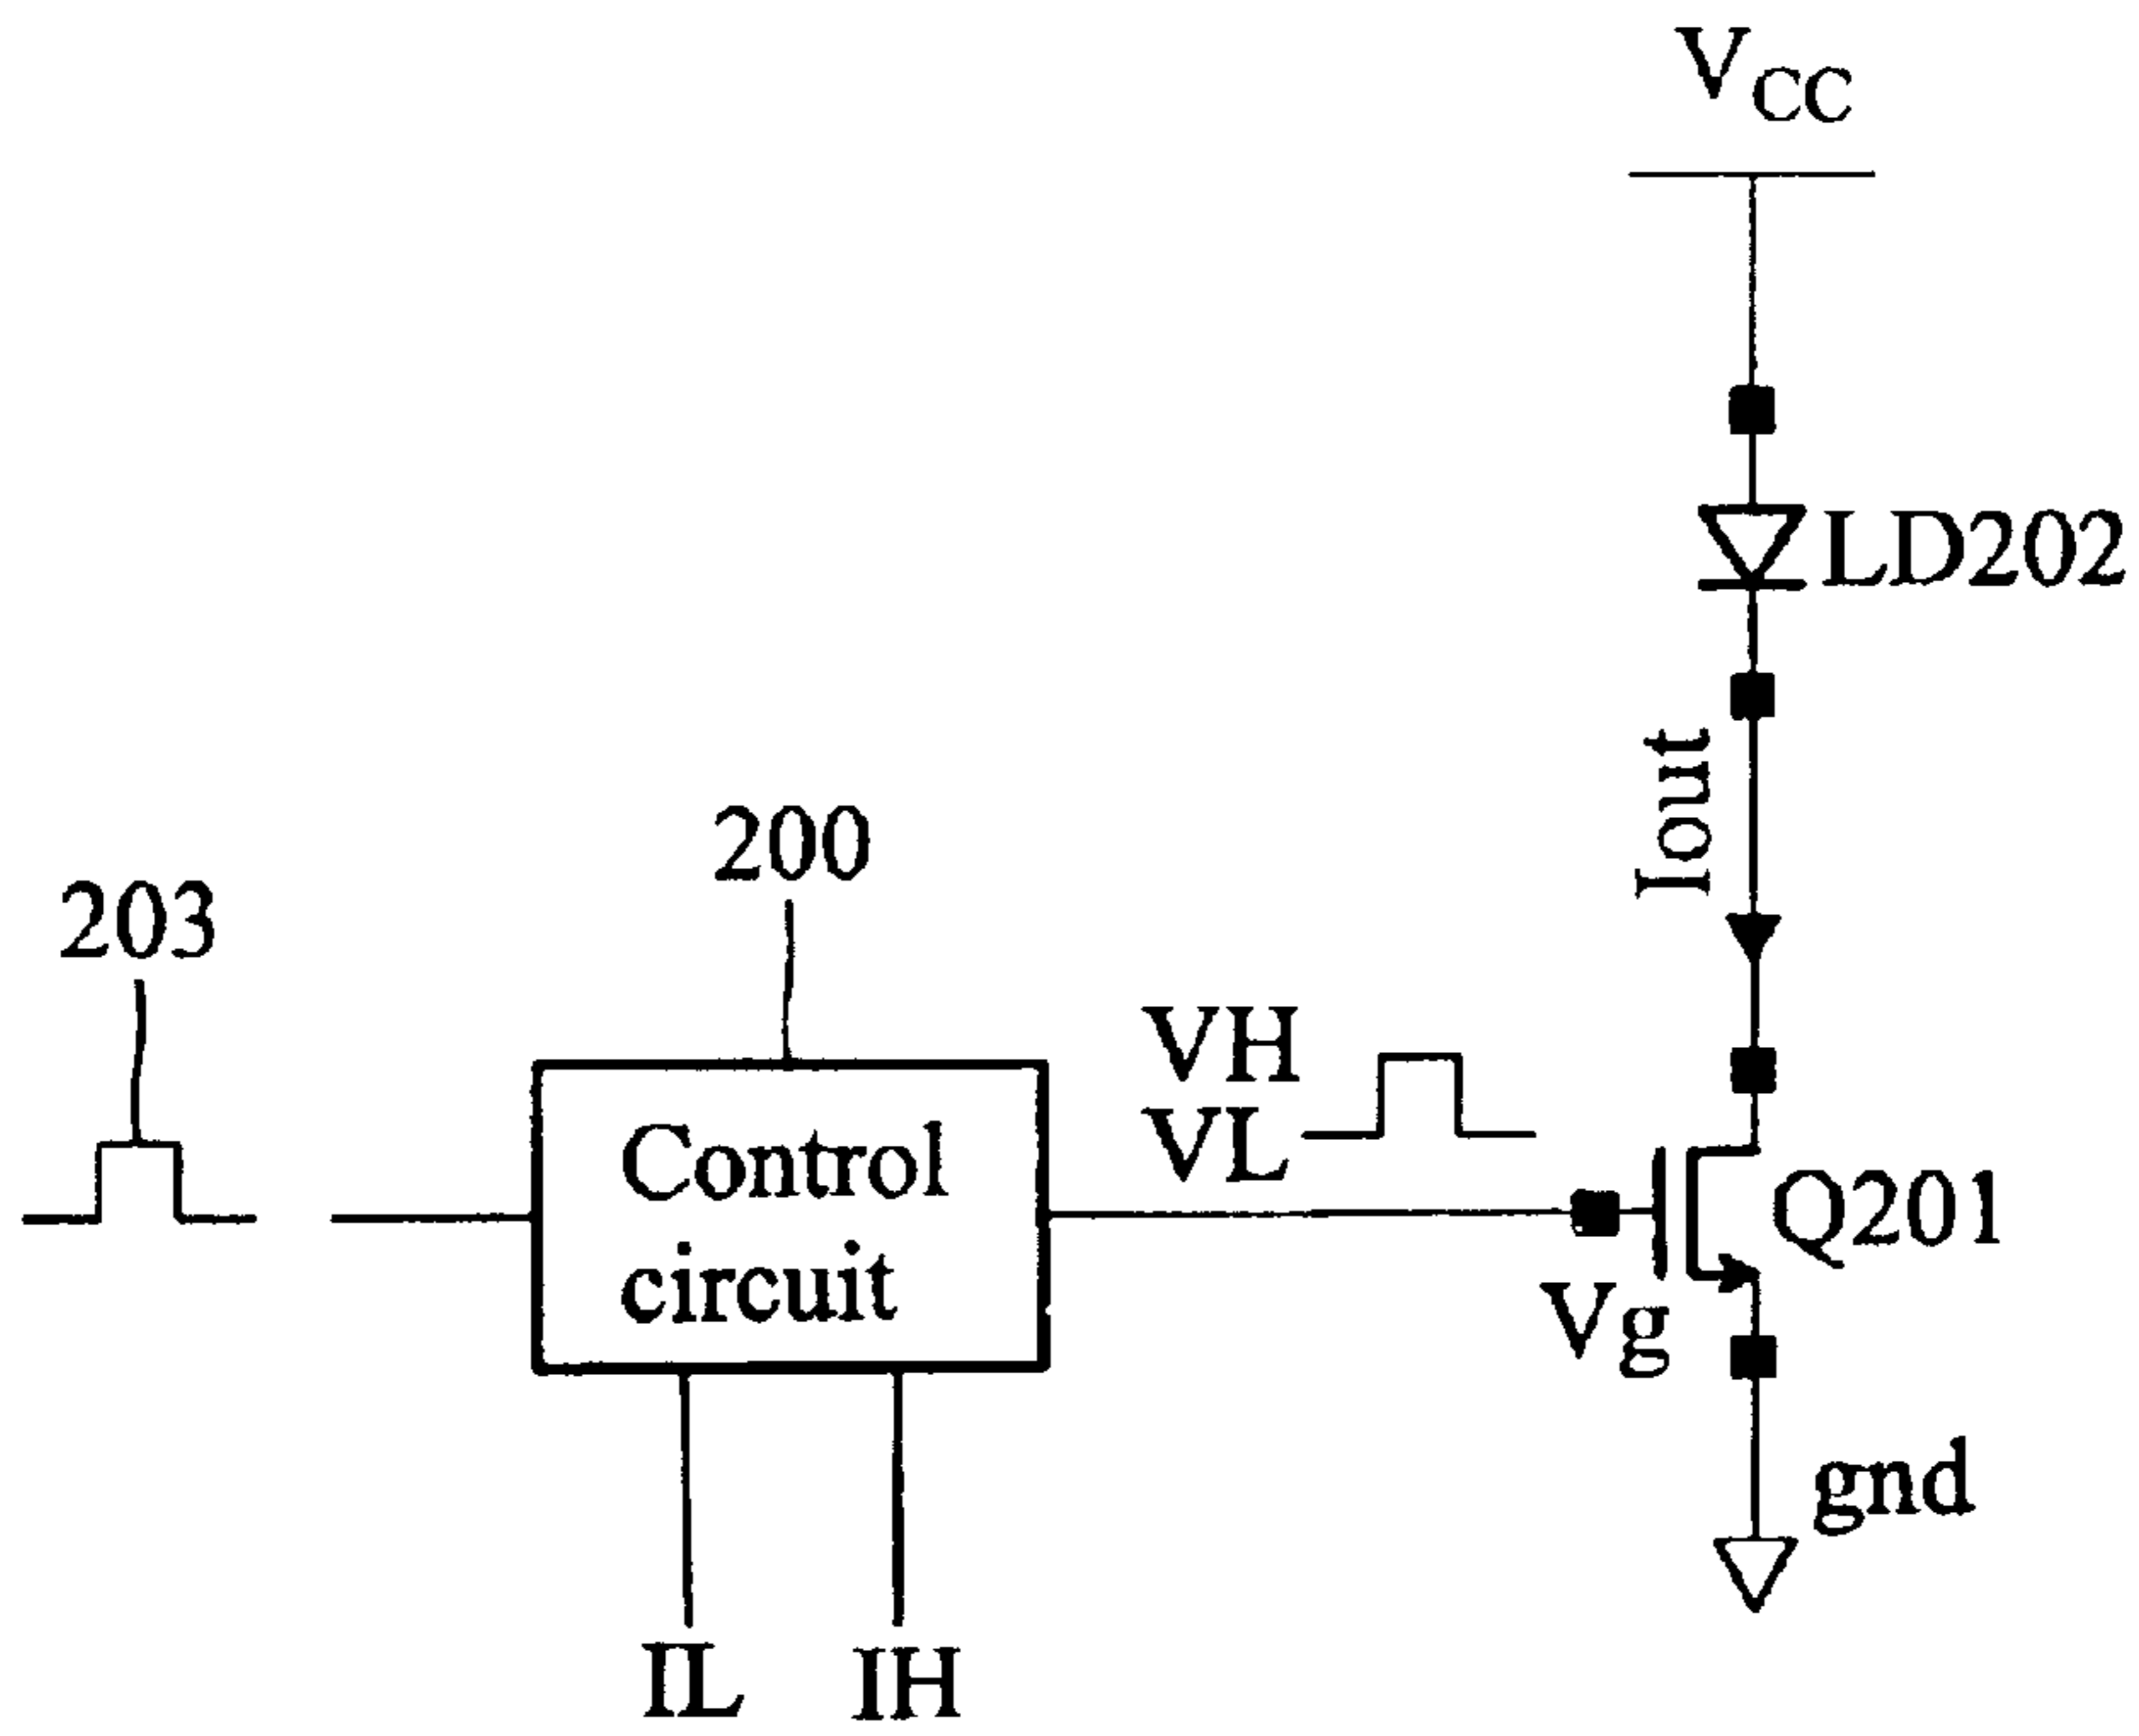 VCC
LD202
Iout
200
203
VH
VL
Control
circuit
Q201
Vg
gnd
IL
IH